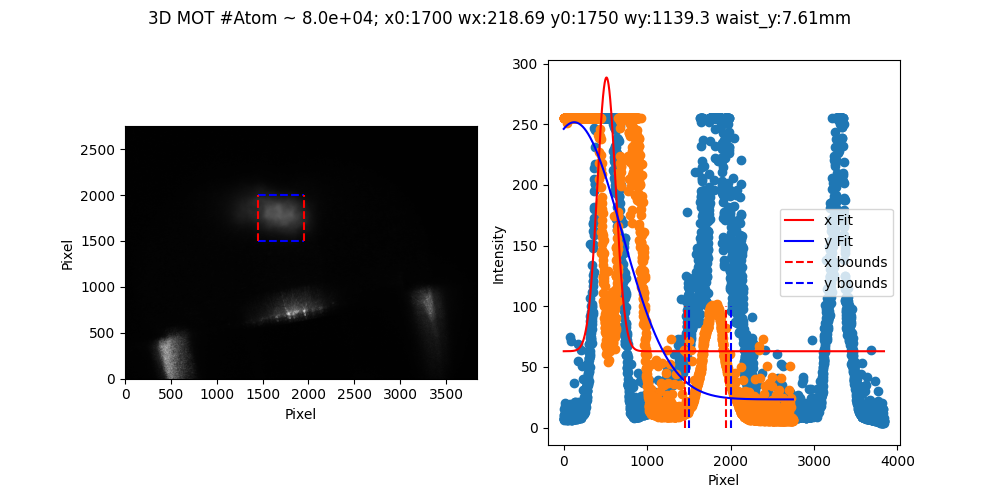 3D MOT #Atom ~ 8.0e+04; x0:1700 wx:218.69 y0:1750 wy:1139.3 waist_y:7.61mm
2500
2000
1500
1000
500
0
Pixel
0 500 1000 1500 2000 2500 3000 3500
Pixel
300
250
200
150
100
50
0
Intensity
x Fit
y Fit
x bounds
y bounds
0 1000 2000 3000 4000
Pixel